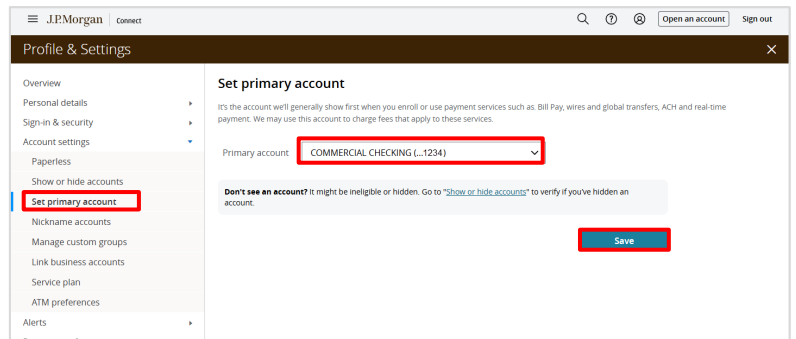 J.P.Morgan | Connect
Open an account
Sign out
Profile & Settings
Overview
Personal details
Sign-in & security
Account settings
Paperless
Show or hide accounts
Set primary account
Nickname accounts
Manage custom groups
Link business accounts
Service plan
ATM preferences
Alerts
Set primary account
It's the account we'll generally show first when you enroll or use payment services such as Bill Pay, wires and global transfers, ACH and real-time
payment. We may use this account to charge fees that apply to these services.
Primary account COMMERCIAL CHECKING (...1234)
Don't see an account? It might be ineligible or hidden. Go to "Show or hide accounts" to verify if you've hidden an
account.
Save